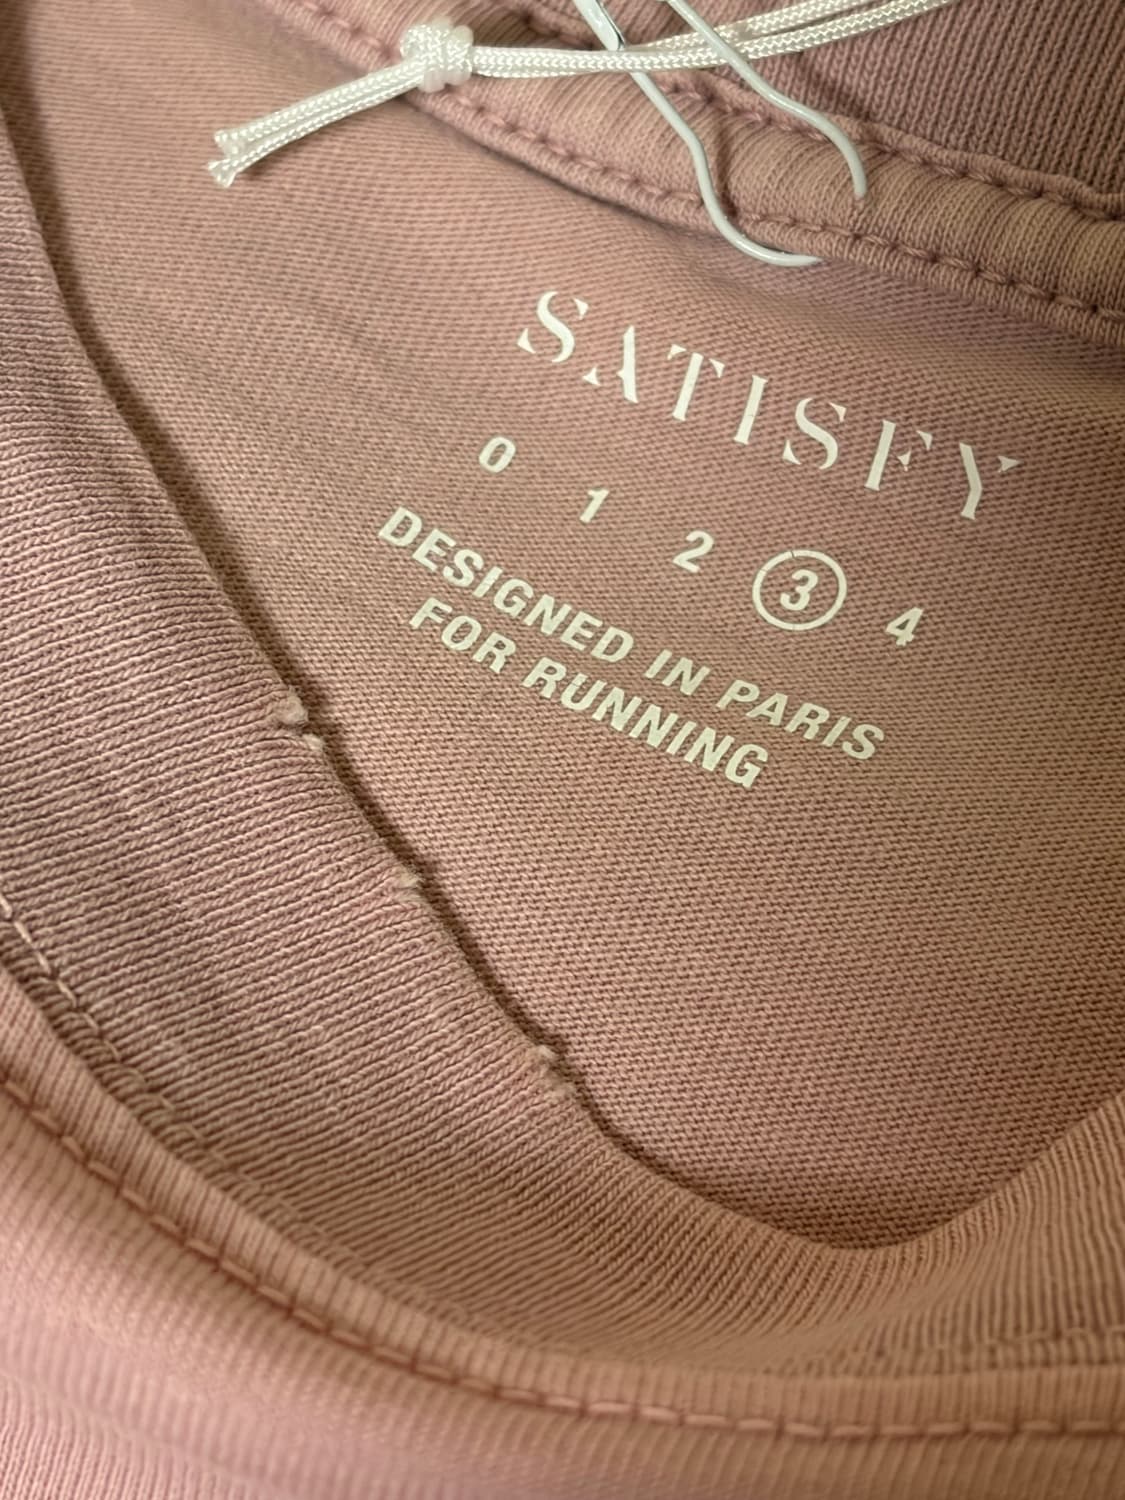 SATISFY
0 1 2 3 4
DESIGNED IN PARIS
FOR RUNNING